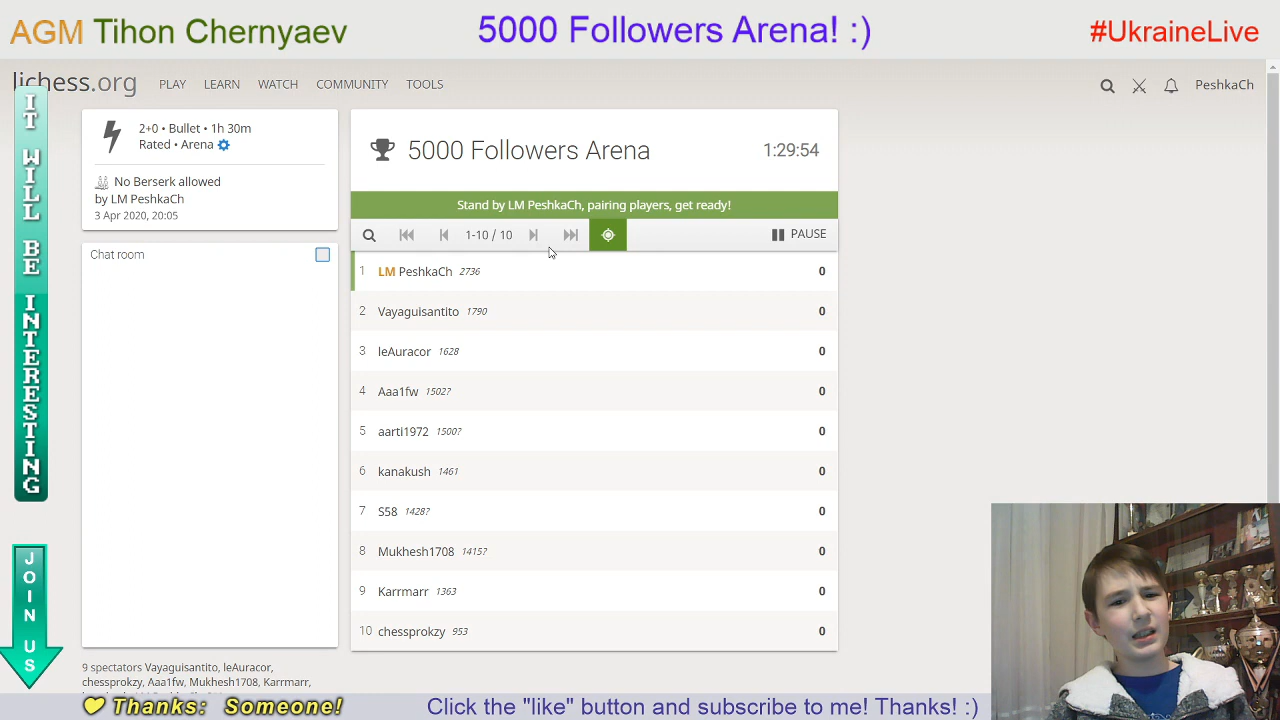 AGM Tihon Chernyaev
5000 Followers Arena! :)
#UkraineLive
lichess.org
PLAY
LEARN
WATCH
COMMUNITY
TOOLS
PeshkaCh
IT WILL BE INTERESTING
JOIN US
2+0 • Bullet • 1h 30m
Rated • Arena
No Berserk allowed
by LM PeshkaCh
3 Apr 2020, 20:05
Chat room
9 spectators Vayaguisantito, leAuracor,
chessprokzy, Aaa1fw, Mukhesh1708, Karrmarr,
5000 Followers Arena
1:29:54
Stand by LM PeshkaCh, pairing players, get ready!
1-10 / 10
PAUSE
1 LM PeshkaCh 2736 0
2 Vayaguisantito 1790 0
3 leAuracor 1628 0
4 Aaa1fw 1502? 0
5 aarti1972 1500? 0
6 kanakush 1461 0
7 S58 1428? 0
8 Mukhesh1708 1415? 0
9 Karrmarr 1363 0
10 chessprokzy 953 0
Thanks: Someone!
Click the "like" button and subscribe to me! Thanks! :)